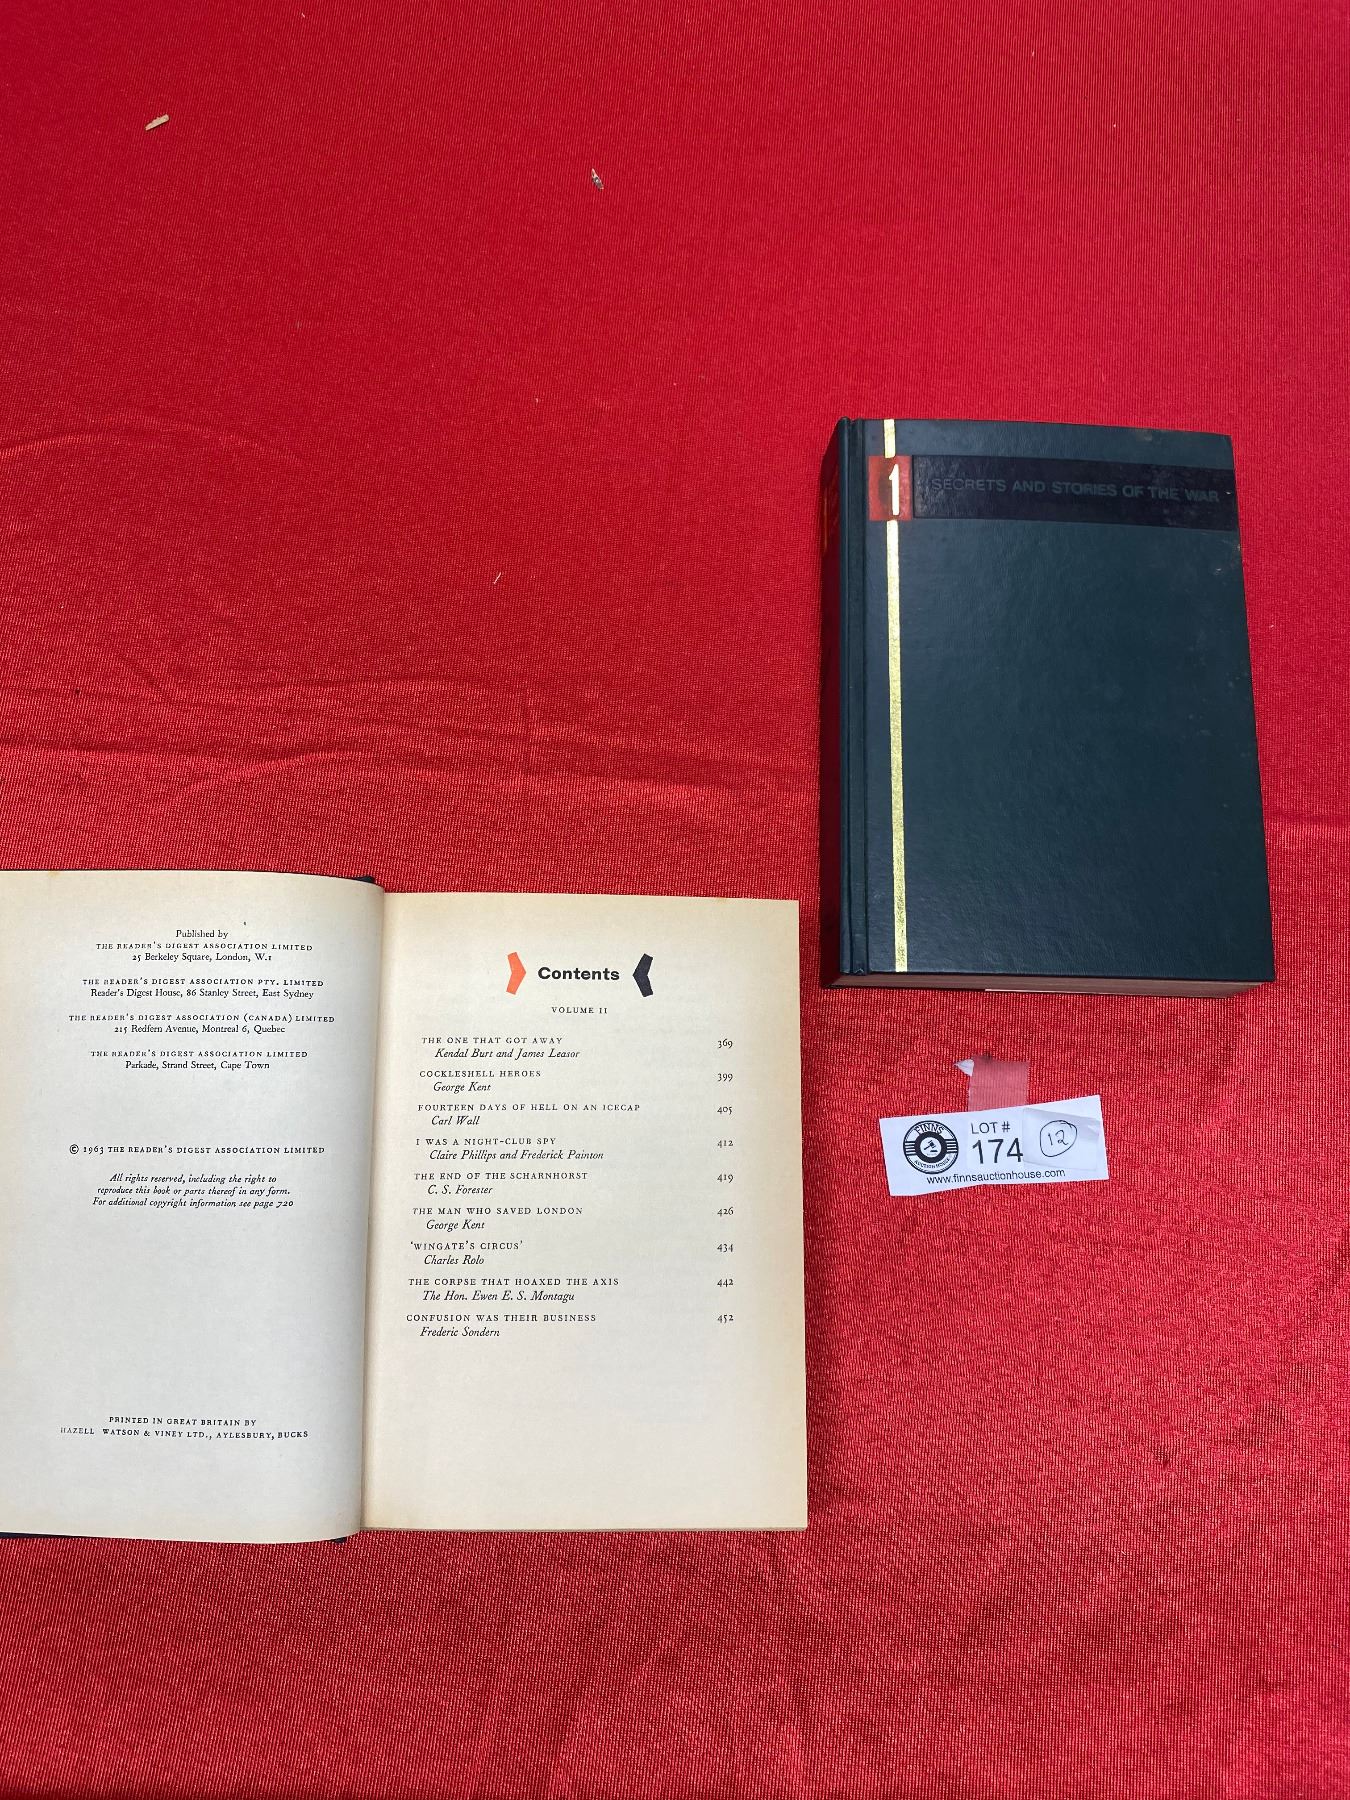 1
SECRETS AND STORIES OF THE WAR
Published by
THE READER'S DIGEST ASSOCIATION LIMITED
25 Berkeley Square, London, W.1
THE READER'S DIGEST ASSOCIATION PTY. LIMITED
Reader's Digest House, 86 Stanley Street, East Sydney
THE READER'S DIGEST ASSOCIATION (CANADA) LIMITED
215 Redfern Avenue, Montreal 6, Quebec
THE READER'S DIGEST ASSOCIATION LIMITED
Parkade, Strand Street, Cape Town
© 1963 THE READER'S DIGEST ASSOCIATION LIMITED
All rights reserved, including the right to
reproduce this book or parts thereof in any form.
For additional copyright information see page 720
PRINTED IN GREAT BRITAIN BY
HAZELL WATSON & VINEY LTD., AYLESBURY, BUCKS
Contents
VOLUME II
THE ONE THAT GOT AWAY 369
Kendal Burt and James Leasor
COCKLESHELL HEROES 399
George Kent
FOURTEEN DAYS OF HELL ON AN ICECAP 405
Carl Wall
I WAS A NIGHT-CLUB SPY 412
Claire Phillips and Frederick Painton
THE END OF THE SCHARNHORST 419
C. S. Forester
THE MAN WHO SAVED LONDON 426
George Kent
'WINGATE'S CIRCUS' 434
Charles Rolo
THE CORPSE THAT HOAXED THE AXIS 442
The Hon. Ewen E. S. Montagu
CONFUSION WAS THEIR BUSINESS 452
Frederic Sondern
FINNS
AUCTION HOUSE
LOT #
174
12
www.finnsauctionhouse.com